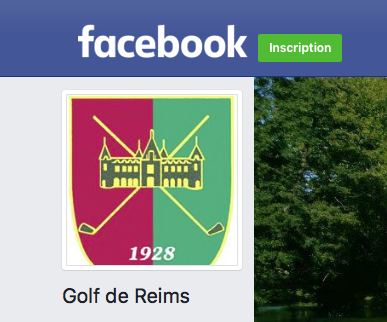 facebook
Inscription
1928
Golf de Reims